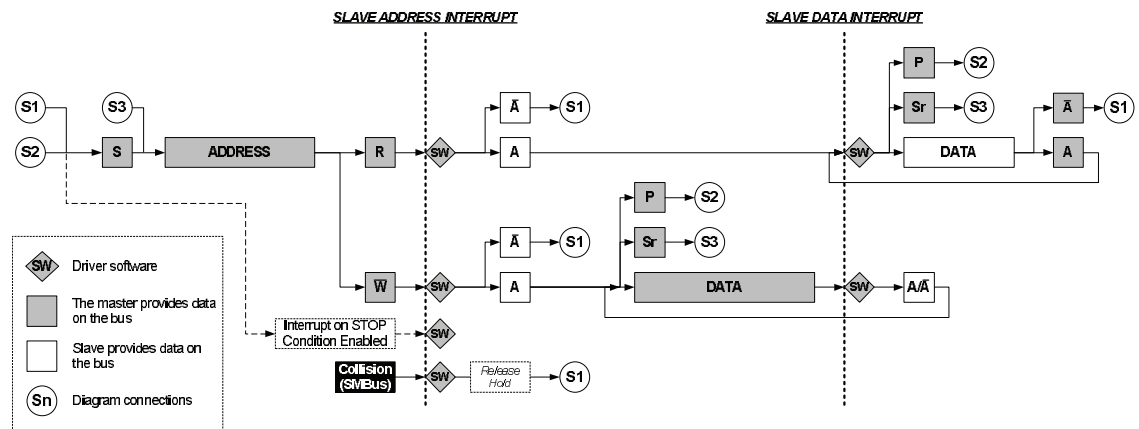 SLAVE ADDRESS INTERRUPT
SLAVE DATA INTERRUPT
P
S2
S1
S3
A̅
S1
Sr
S3
A̅
S1
S2
S
ADDRESS
R
SW
A
SW
DATA
A
P
S2
A̅
S1
Sr
S3
W̅
SW
A
DATA
SW
A/A̅
Interrupt on STOP
Condition Enabled
SW
Collision
(SMBus)
SW
Release
Hold
S1
SW
Driver software
The master provides data
on the bus
Slave provides data on
the bus
Sn
Diagram connections